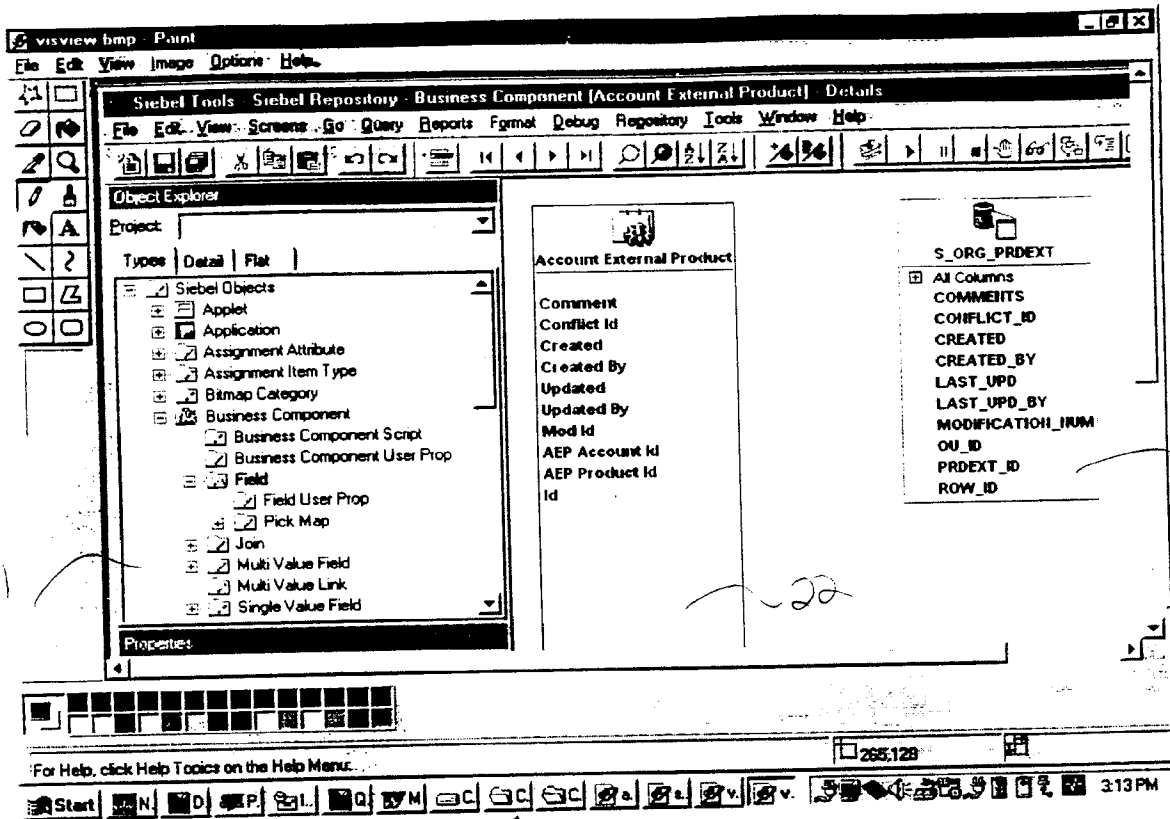 visview.bmp - Paint
File Edit View Image Options Help
Siebel Tools - Siebel Repository - Business Component [Account External Product] - Details
File Edit View Screens Go Query Reports Format Debug Repository Tools Window Help
Object Explorer
Project:
Types Detail Flat
Siebel Objects
Applet
Application
Assignment Attribute
Assignment Item Type
Bitmap Category
Business Component
Business Component Script
Business Component User Prop
Field
Field User Prop
Pick Map
Join
Multi Value Field
Multi Value Link
Single Value Field
Properties
Account External Product
Comment
Conflict Id
Created
Created By
Updated
Updated By
Mod Id
AEP Account Id
AEP Product Id
Id
S_ORG_PRDEXT
All Columns
COMMENTS
CONFLICT_ID
CREATED
CREATED_BY
LAST_UPD
LAST_UPD_BY
MODIFICATION_NUM
OU_ID
PRDEXT_ID
ROW_ID
22
For Help, click Help Topics on the Help Menu.
265,128
Start N. D. P. I.. Q M C C C a. s. v. v. 3:13 PM